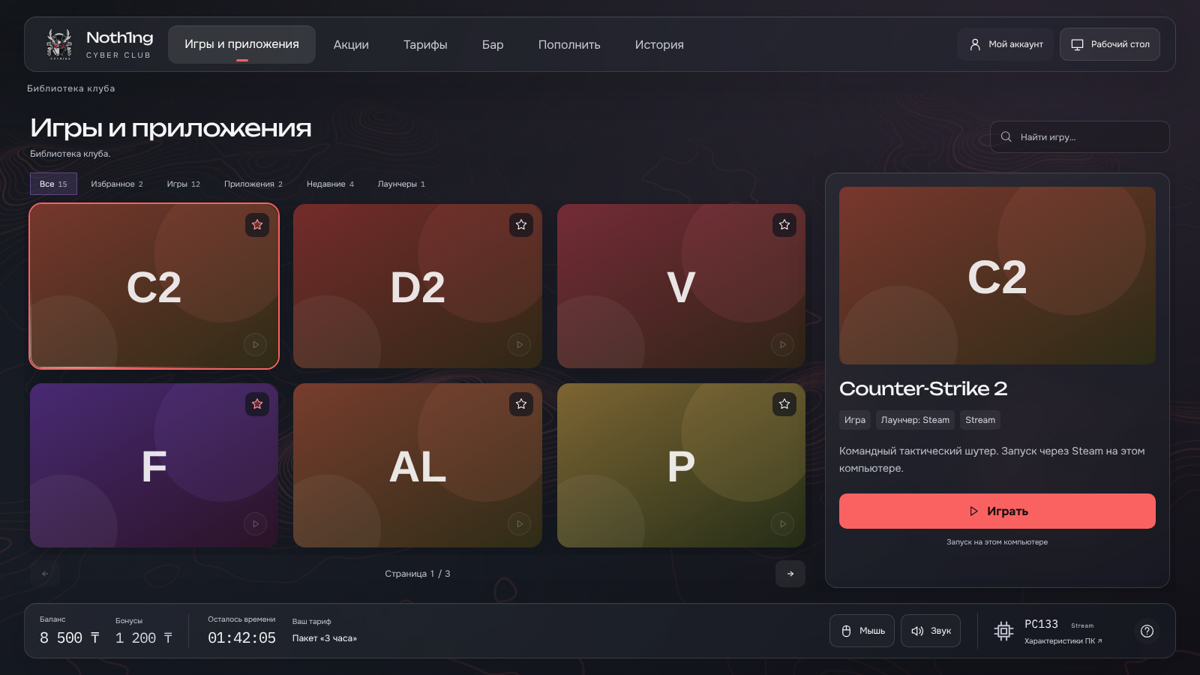 Noth1ng
CYBER CLUB
Игры и приложения
Акции
Тарифы
Бар
Пополнить
История
Мой аккаунт
Рабочий стол
Библиотека клуба
Игры и приложения
Библиотека клуба.
Найти игру...
Все 15
Избранное 2
Игры 12
Приложения 2
Недавние 4
Лаунчеры 1
C2
D2
V
F
AL
P
← Страница 1 / 3 →
C2
Counter-Strike 2
Игра
Лаунчер: Steam
Stream
Командный тактический шутер. Запуск через Steam на этом
компьютере.
Играть
Запуск на этом компьютере
Баланс
8 500 ₸
Бонусы
1 200 ₸
Осталось времени
01:42:05
Ваш тариф
Пакет «3 часа»
Мышь
Звук
PC133 Stream
Характеристики ПК ↗